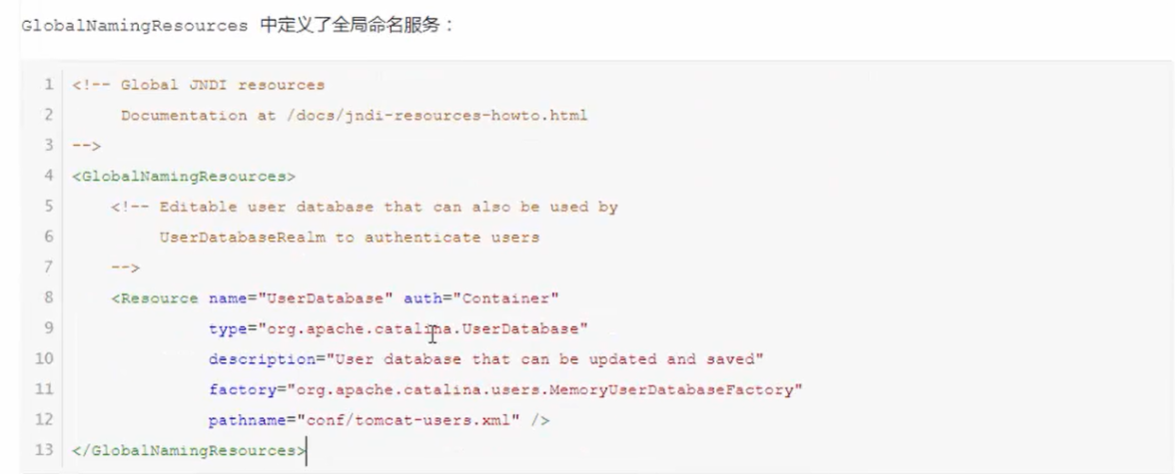 GlobalNamingResources 中定义了全局命名服务：
1 <!-- Global JNDI resources
2 Documentation at /docs/jndi-resources-howto.html
3 -->
4 <GlobalNamingResources>
5 <!-- Editable user database that can also be used by
6 UserDatabaseRealm to authenticate users
7 -->
8 <Resource name="UserDatabase" auth="Container"
9 type="org.apache.catalina.UserDatabase"
10 description="User database that can be updated and saved"
11 factory="org.apache.catalina.users.MemoryUserDatabaseFactory"
12 pathname="conf/tomcat-users.xml" />
13 </GlobalNamingResources>